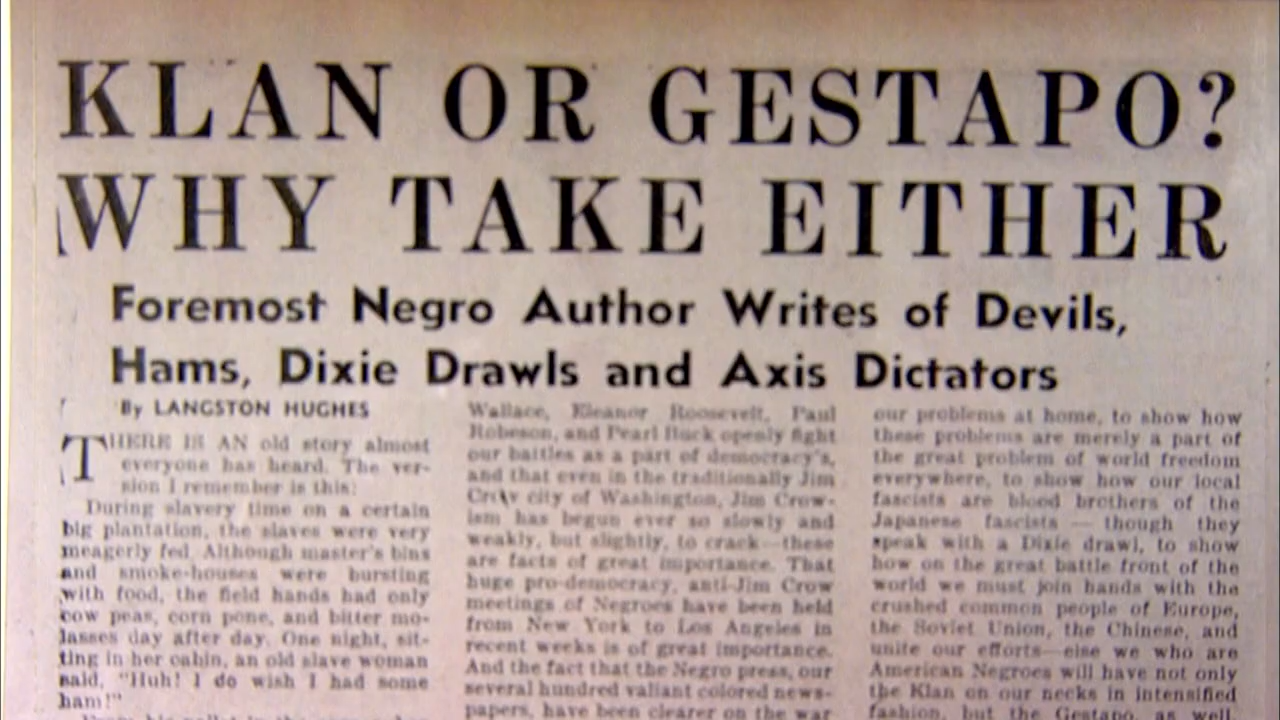 KLAN OR GESTAPO?
WHY TAKE EITHER
Foremost Negro Author Writes of Devils,
Hams, Dixie Drawls and Axis Dictators
By LANGSTON HUGHES
THERE IS AN old story almost
everyone has heard. The ver-
sion I remember is this:
During slavery time on a certain
big plantation, the slaves were very
meagerly fed. Although master's bins
and smoke-houses were bursting
with food, the field hands had only
cow peas, corn pone, and bitter mo-
lasses day after day. One night, sit-
ting in her cabin, an old slave woman
said, "Huh! I do wish I had some
ham!"
Wallace, Eleanor Roosevelt, Paul
Robeson, and Pearl Buck openly fight
our battles as a part of democracy's,
and that even in the traditionally Jim
Crow city of Washington, Jim Crow-
ism has begun ever so slowly and
weakly, but slightly, to crack—these
are facts of great importance. That
huge pro-democracy, anti-Jim Crow
meetings of Negroes have been held
from New York to Los Angeles in
recent weeks is of great importance.
And the fact that the Negro press, our
several hundred valiant colored news-
papers, have been clearer on the war
our problems at home, to show how
these problems are merely a part of
the great problem of world freedom
everywhere, to show how our local
fascists are blood brothers of the
Japanese fascists — though they
speak with a Dixie drawl, to show
how on the great battle front of the
world we must join hands with the
crushed common people of Europe,
the Soviet Union, the Chinese, and
unite our efforts—else we who are
American Negroes will have not only
the Klan on our necks in intensified
fashion, but the Gestapo, as well.